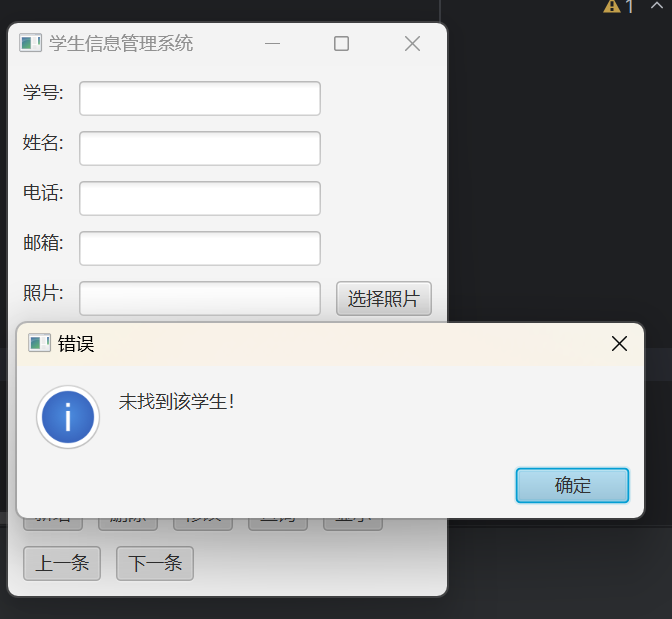 1
学生信息管理系统
学号:
姓名:
电话:
邮箱:
照片:
选择照片
错误
未找到该学生!
确定
上一条
下一条